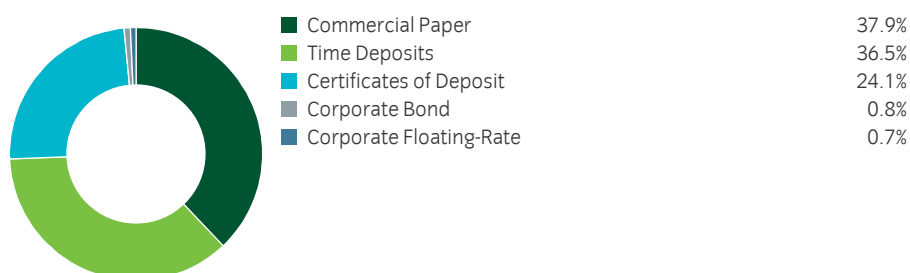 Commercial Paper 37.9%
Time Deposits 36.5%
Certificates of Deposit 24.1%
Corporate Bond 0.8%
Corporate Floating-Rate 0.7%